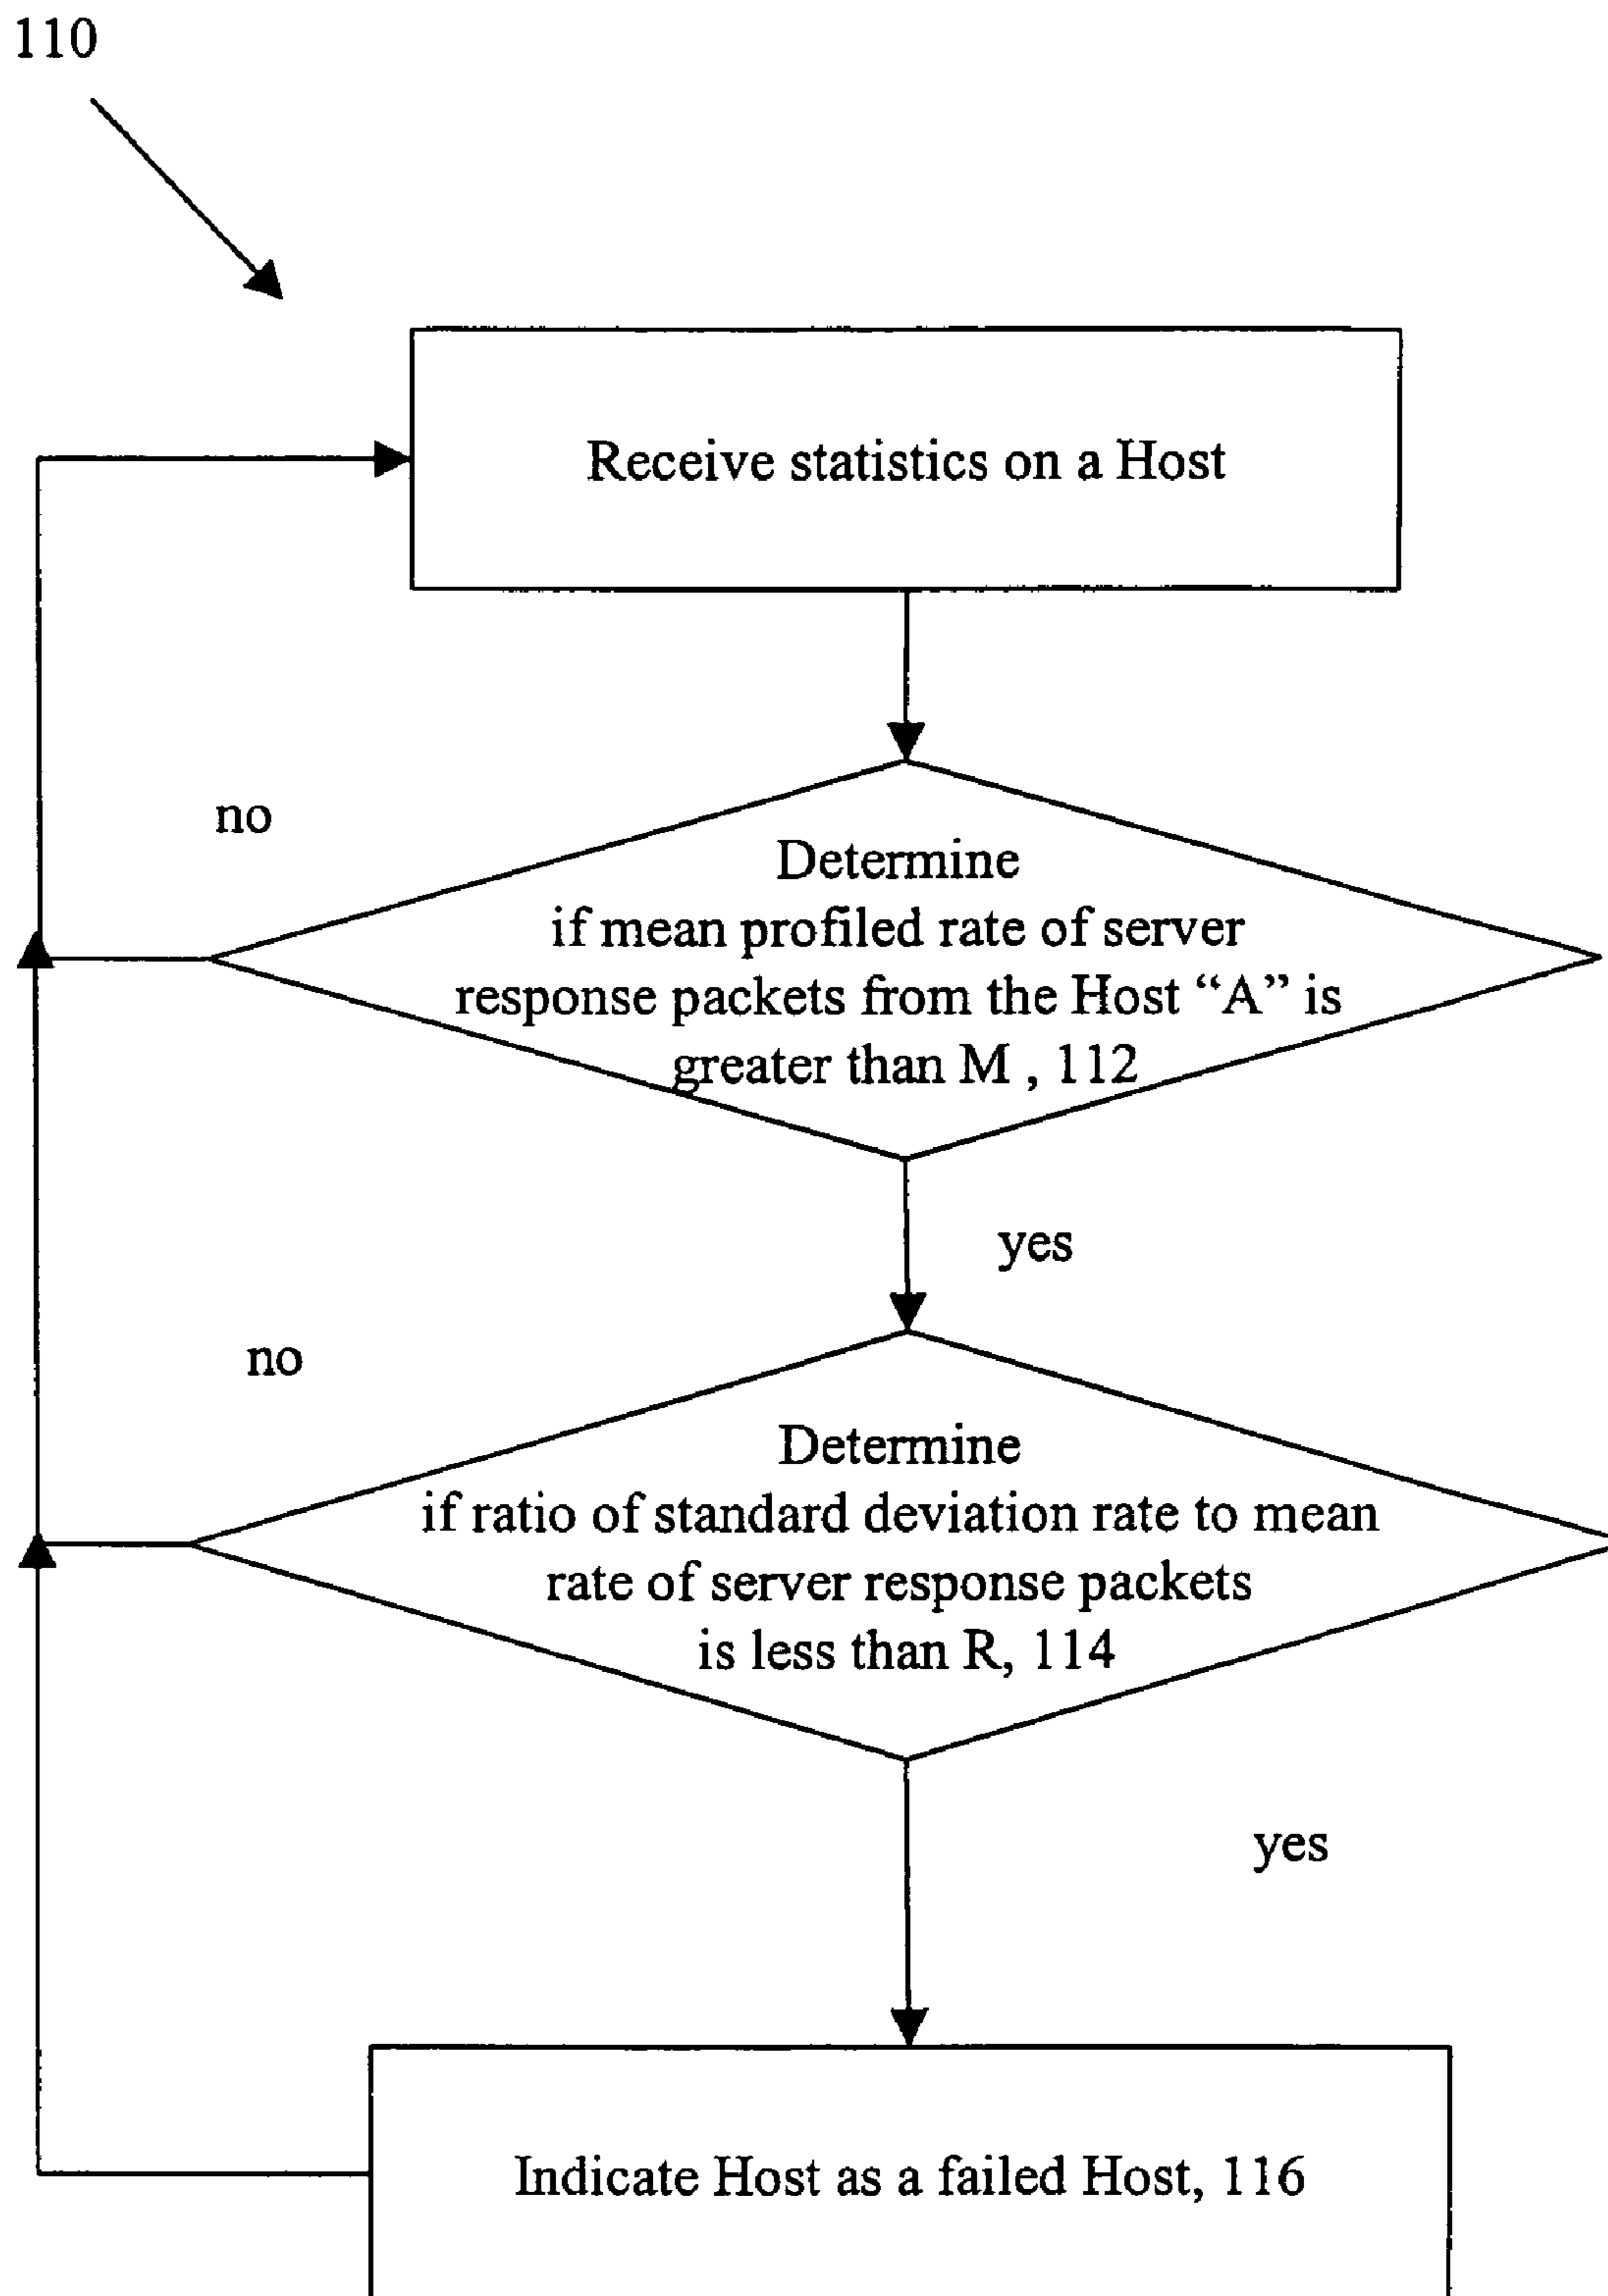 110
Receive statistics on a Host
no
Determine
if mean profiled rate of server
response packets from the Host “A” is
greater than M , 112
yes
no
Determine
if ratio of standard deviation rate to mean
rate of server response packets
is less than R, 114
yes
Indicate Host as a failed Host, 116